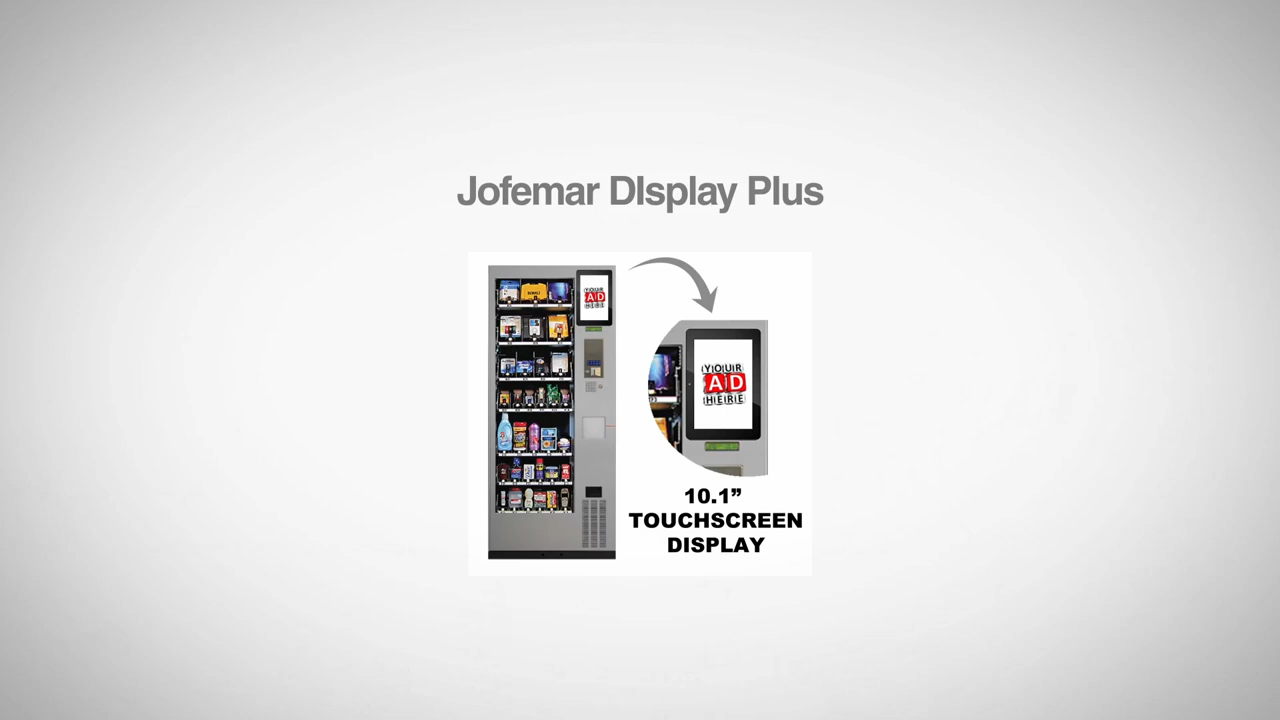 Jofemar DIsplay Plus
YOUR
AD
HERE
YOUR
AD
HERE
10.1”
TOUCHSCREEN
DISPLAY